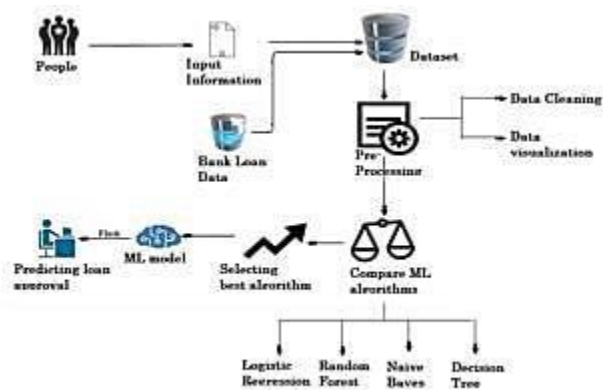 People
Input
Information
Dataset
Bank Loan
Data
Pre
Processing
Data Cleaning
Data
visualization
Predicting loan
approval
ML model
Selecting
best algorithm
Compare ML
algorithms
Logistic
Regression
Random
Forest
Naive
Bayes
Decision
Tree